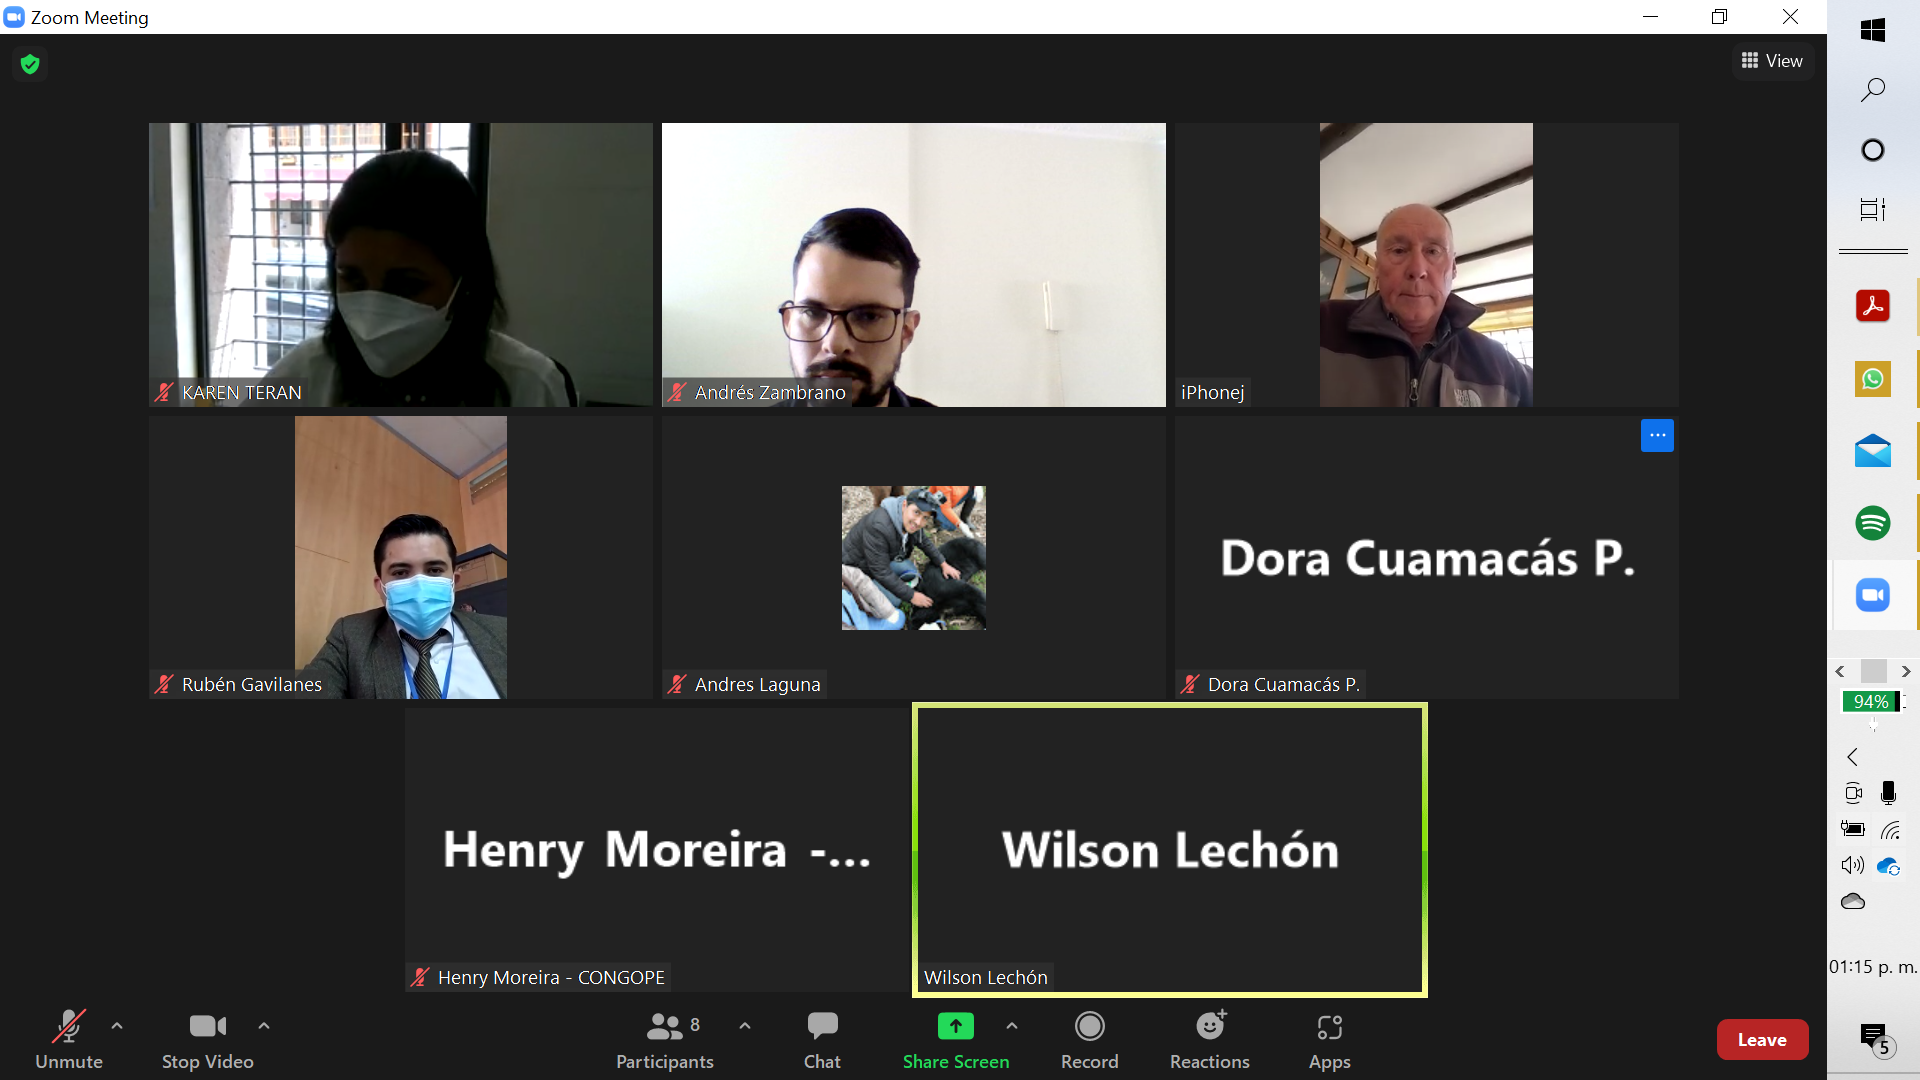 Zoom Meeting
View
KAREN TERAN
Andrés Zambrano
iPhonej
Rubén Gavilanes
Andres Laguna
Dora Cuamacás P.
Dora Cuamacás P.
Henry Moreira -...
Henry Moreira - CONGOPE
Wilson Lechón
Wilson Lechón
94%
01:15 p. m.
5
Unmute
Stop Video
8
Participants
Chat
Share Screen
Record
Reactions
Apps
Leave